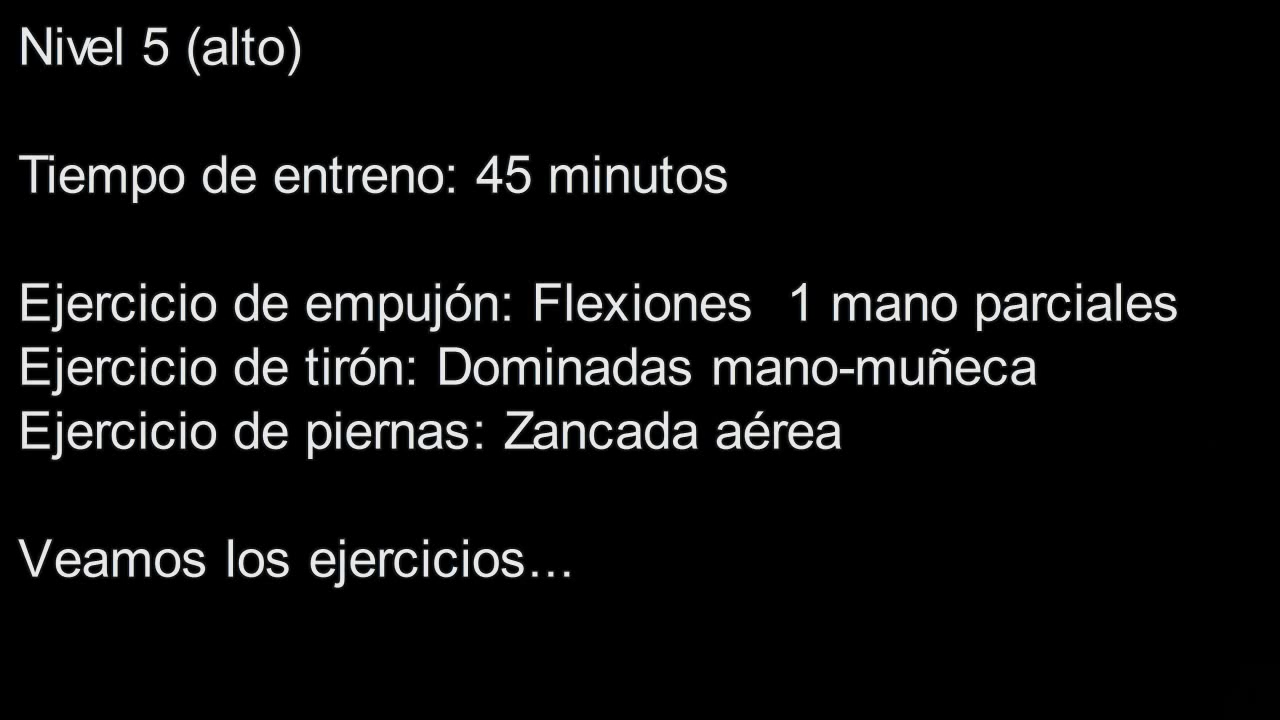 Nivel 5 (alto)
Tiempo de entreno: 45 minutos
Ejercicio de empujón: Flexiones  1 mano parciales
Ejercicio de tirón: Dominadas mano-muñeca
Ejercicio de piernas: Zancada aérea
Veamos los ejercicios...